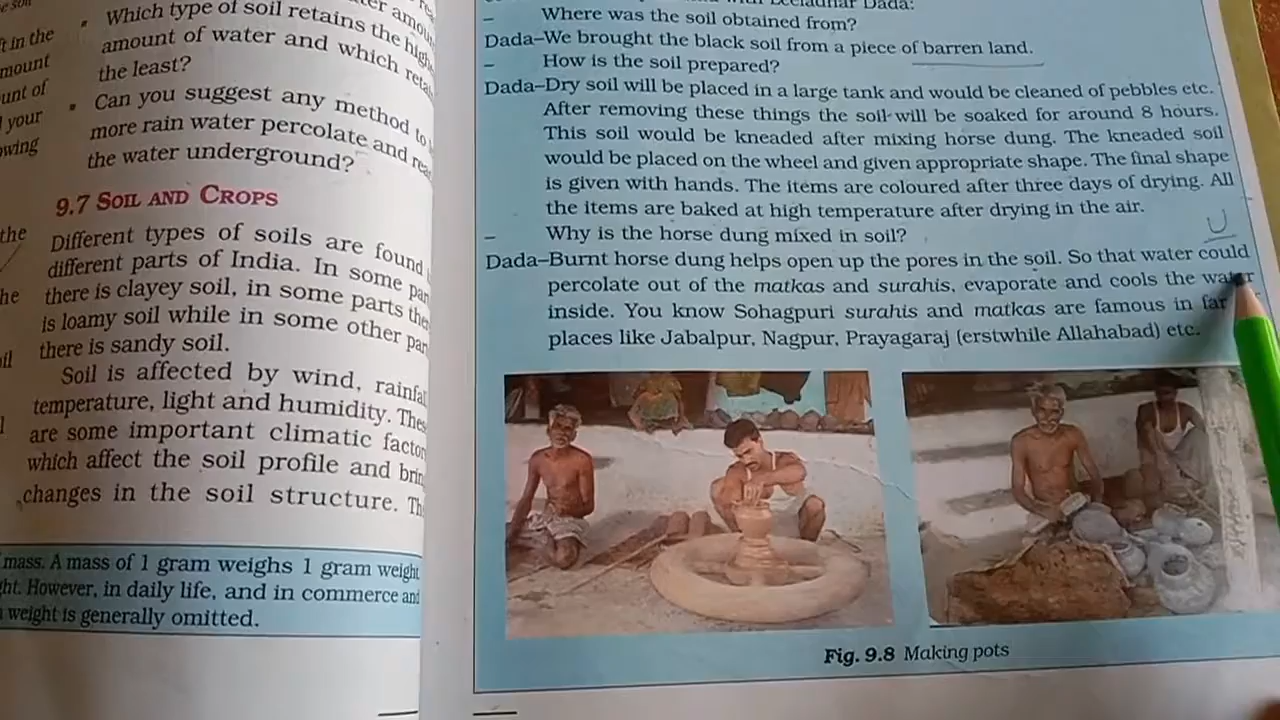 Which type of soil retains the
amount of water and which
the least?
Can you suggest any method to
more rain water percolate and
the water underground?
9.7 SOIL AND CROPS
Different types of soils are found
different parts of India. In some
there is clayey soil, in some parts
is loamy soil while in some other
there is sandy soil.
Soil is affected by wind,
temperature, light and humidity.
are some important climatic
which affect the soil profile and
changes in the soil structure.
mass. A mass of 1 gram weighs 1 gram weight
However, in daily life, and in commerce and
weight is generally omitted.
t in the
mount
unt of
your
owing
the
he
Dada:
– Where was the soil obtained from?
Dada–We brought the black soil from a piece of barren land.
– How is the soil prepared?
Dada–Dry soil will be placed in a large tank and would be cleaned of pebbles etc.
After removing these things the soil will be soaked for around 8 hours.
This soil would be kneaded after mixing horse dung. The kneaded soil
would be placed on the wheel and given appropriate shape. The final shape
is given with hands. The items are coloured after three days of drying. All
the items are baked at high temperature after drying in the air.
– Why is the horse dung mixed in soil?
Dada–Burnt horse dung helps open up the pores in the soil. So that water could
percolate out of the matkas and surahis, evaporate and cools the water
inside. You know Sohagpuri surahis and matkas are famous in far
places like Jabalpur, Nagpur, Prayagaraj (erstwhile Allahabad) etc.
Fig. 9.8 Making pots